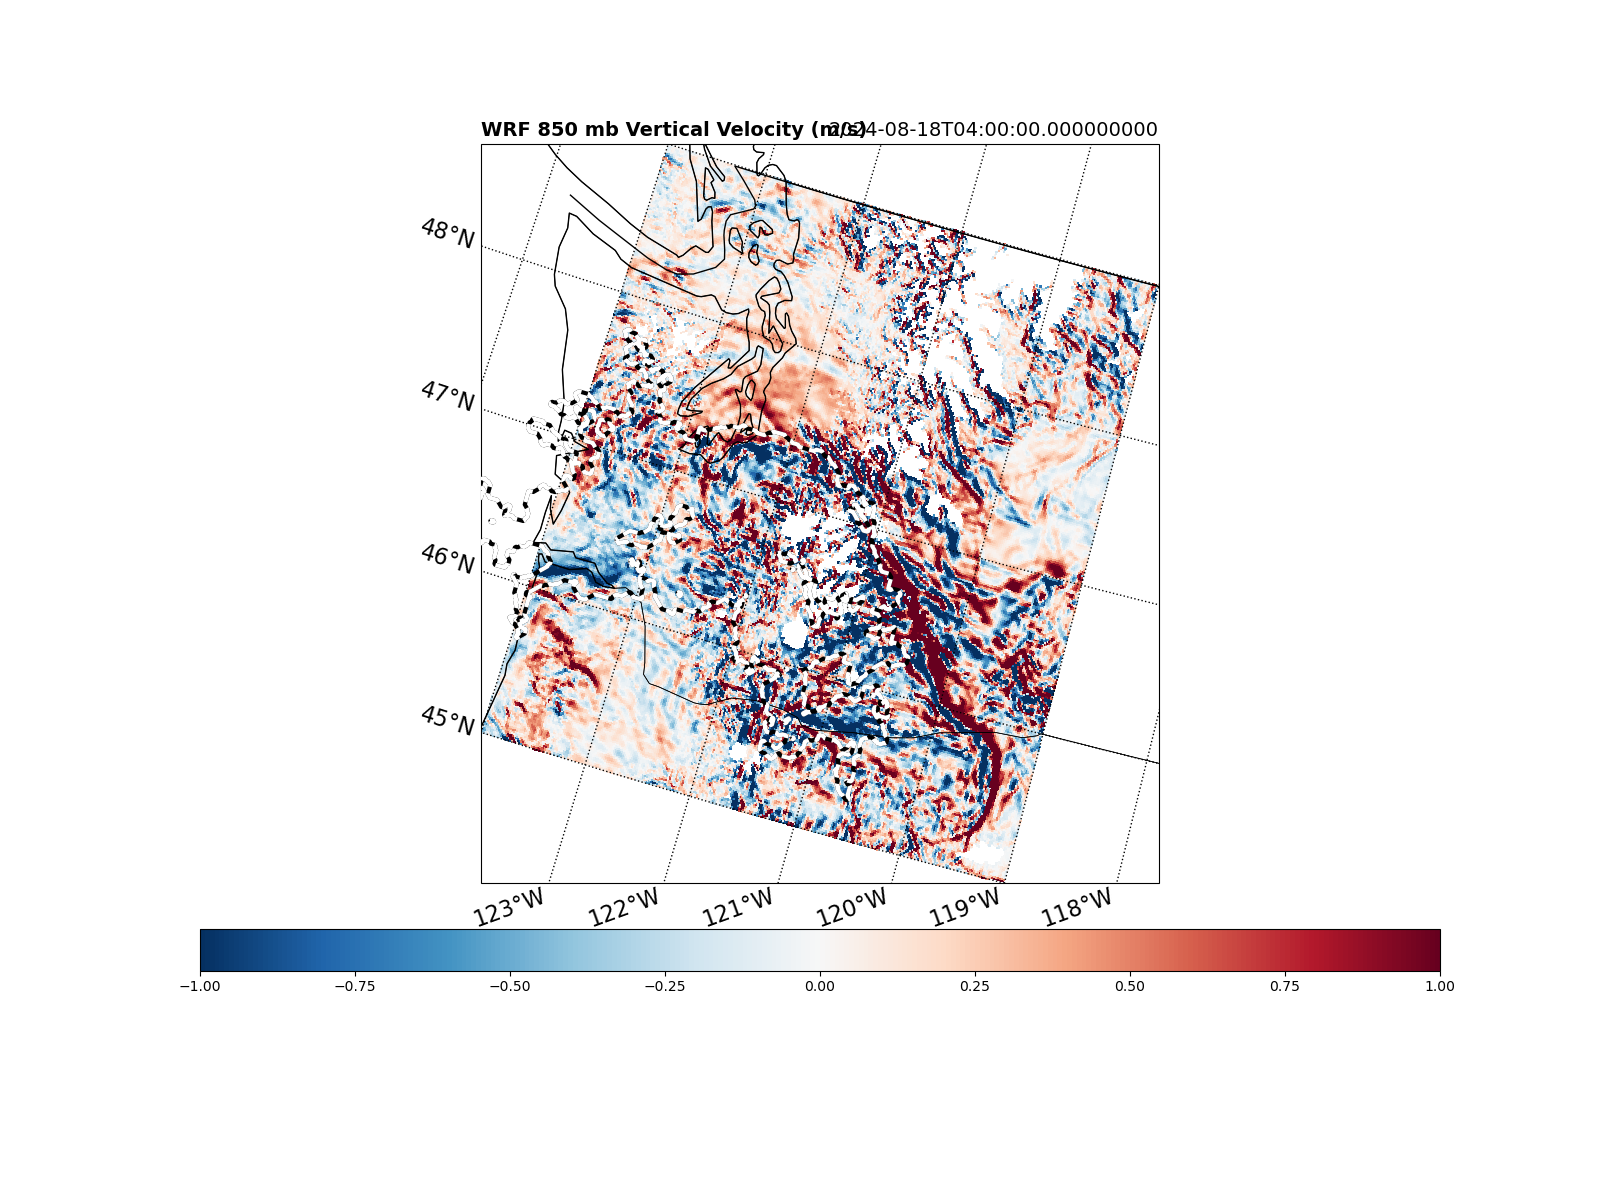 WRF 850 mb Vertical Velocity (m/s) 2024-08-18T04:00:00.000000000
48°N
47°N
46°N
45°N
123°W 122°W 121°W 120°W 119°W 118°W
−1.00 −0.75 −0.50 −0.25 0.00 0.25 0.50 0.75 1.00